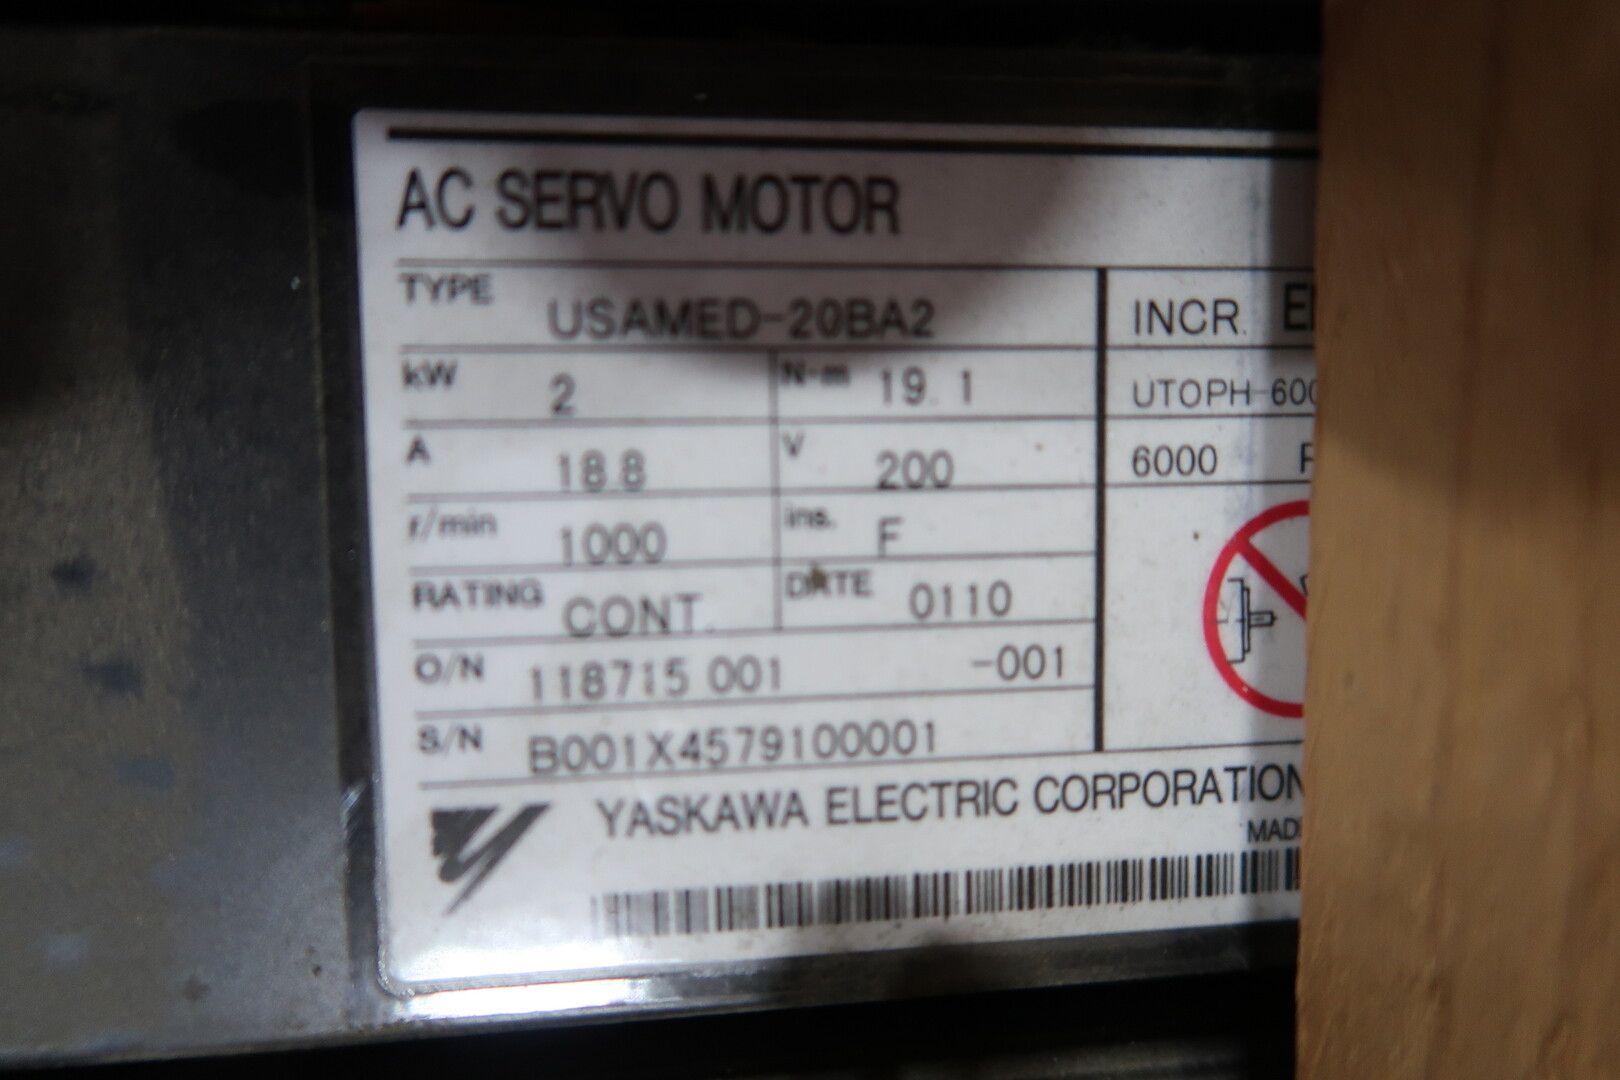 AC SERVO MOTOR
TYPE USAMED-20BA2 INCR.
kW 2 N·m 19.1 UTOPH-600
A 18.8 V 200 6000
r/min 1000 ins. F
RATING CONT. DATE 0110
O/N 118715 001 -001
S/N B001X4579100001
YASKAWA ELECTRIC CORPORATION